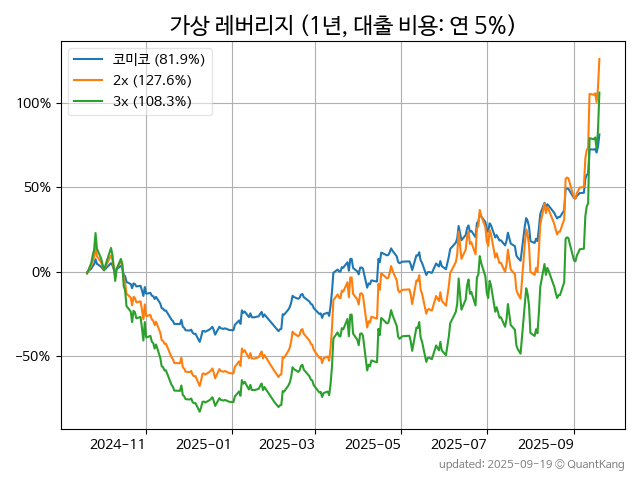 가상 레버리지 (1년, 대출 비용: 연 5%)
코미코 (81.9%)
2x (127.6%)
3x (108.3%)
100%
50%
0%
−50%
2024-11 2025-01 2025-03 2025-05 2025-07 2025-09
updated: 2025-09-19 © QuantKang